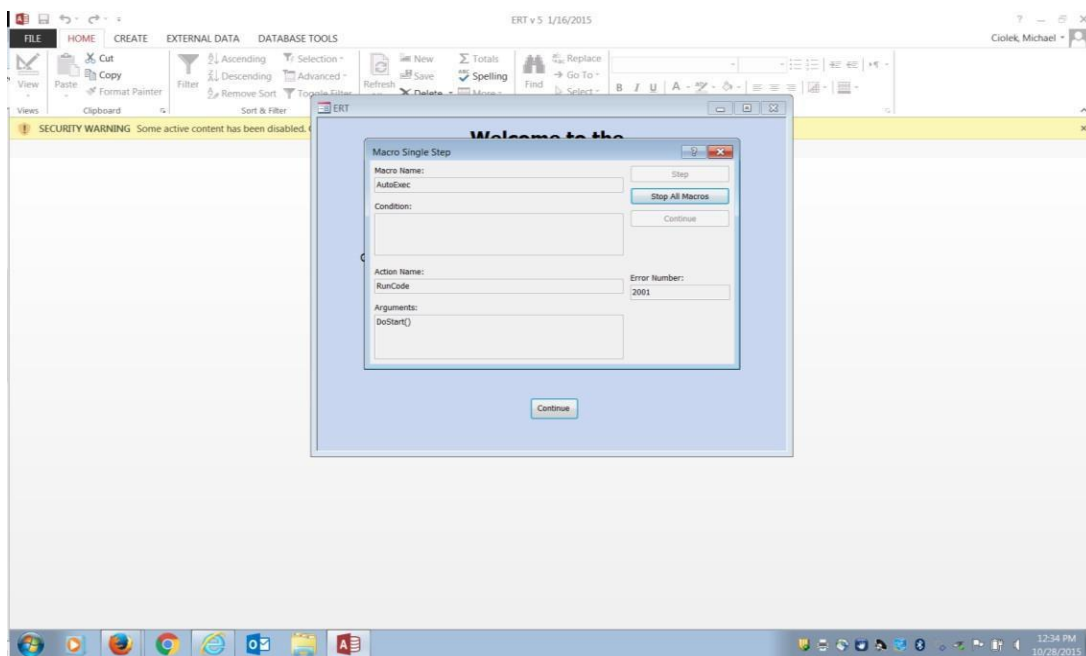 ERT v 5 1/16/2015
FILE HOME CREATE EXTERNAL DATA DATABASE TOOLS Ciolek, Michael
View
Views
Paste
Cut
Copy
Format Painter
Clipboard
Filter
Ascending
Descending
Remove Sort
Selection
Advanced
Toggle Filter
Sort & Filter
Refresh
New
Save
Delete
Totals
Spelling
More
Find
Replace
Go To
Select
B I U A
SECURITY WARNING Some active content has been disabled.
ERT
Welcome to the
Macro Single Step
Macro Name:
AutoExec
Condition:
Action Name:
RunCode
Arguments:
DoStart()
Step
Stop All Macros
Continue
Error Number:
2001
Continue
12:34 PM
10/28/2015